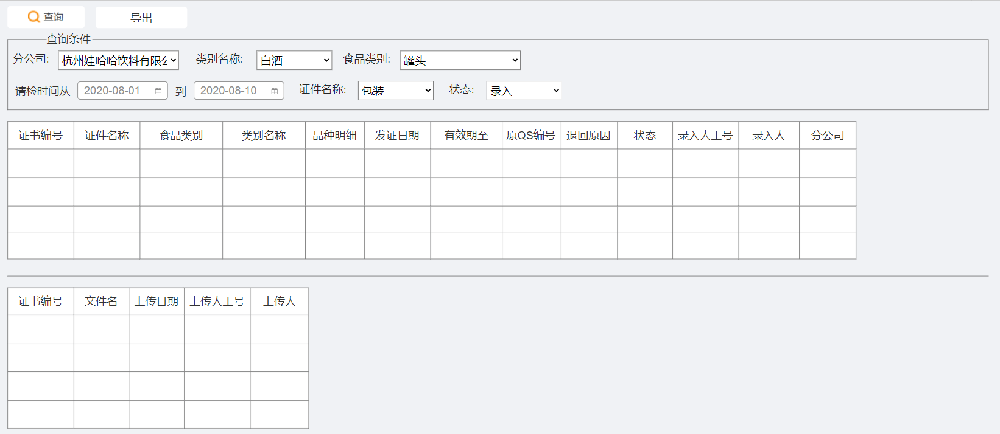 查询 导出
查询条件
分公司: 杭州娃哈哈饮料有限 类别名称: 白酒 食品类别: 罐头
请检时间从 2020-08-01 到 2020-08-10 证件名称: 包装 状态: 录入
证书编号 证件名称 食品类别 类别名称 品种明细 发证日期 有效期至 原QS编号 退回原因 状态 录入人工号 录入人 分公司
证书编号 文件名 上传日期 上传人工号 上传人